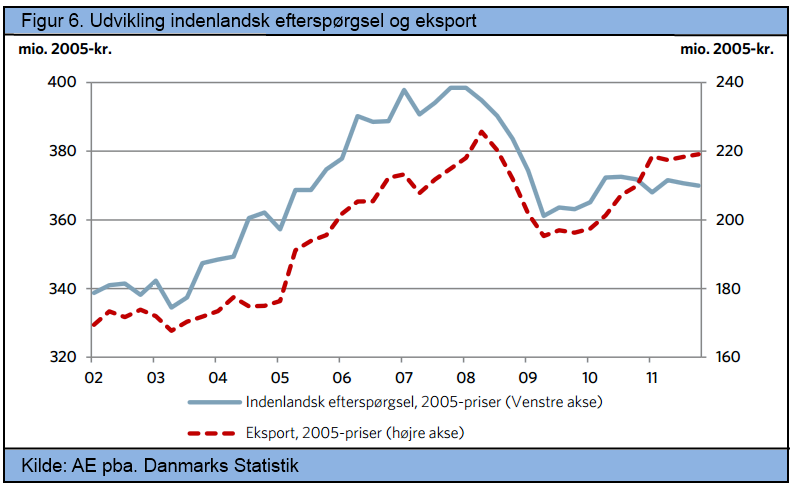 Figur 6. Udvikling indenlandsk efterspørgsel og eksport
mio. 2005-kr. mio. 2005-kr.
400 240
380 220
360 200
340 180
320 160
02 03 04 05 06 07 08 09 10 11
Indenlandsk efterspørgsel, 2005-priser (Venstre akse)
Eksport, 2005-priser (højre akse)
Kilde: AE pba. Danmarks Statistik